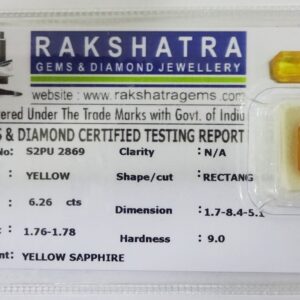 RAKSHATRA
GEMS & DIAMOND JEWELLERY
website : www.rakshatragems.com
ered Under The Trade Marks with Govt. of India
S & DIAMOND CERTIFIED TESTING REPORT
No. : S2PU 2869 Clarity : N/A
: YELLOW Shape/cut : RECTANG
: 6.26 cts Dimension : 1.7-8.4-5.1
: 1.76-1.78 Hardness : 9.0
ent: YELLOW SAPPHIRE